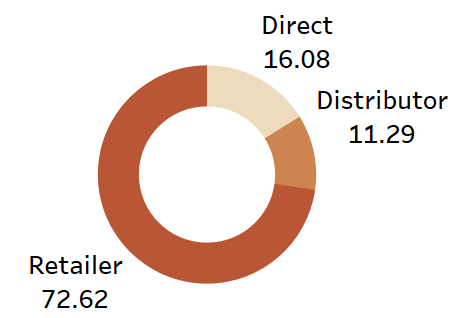 Direct
16.08
Distributor
11.29
Retailer
72.62